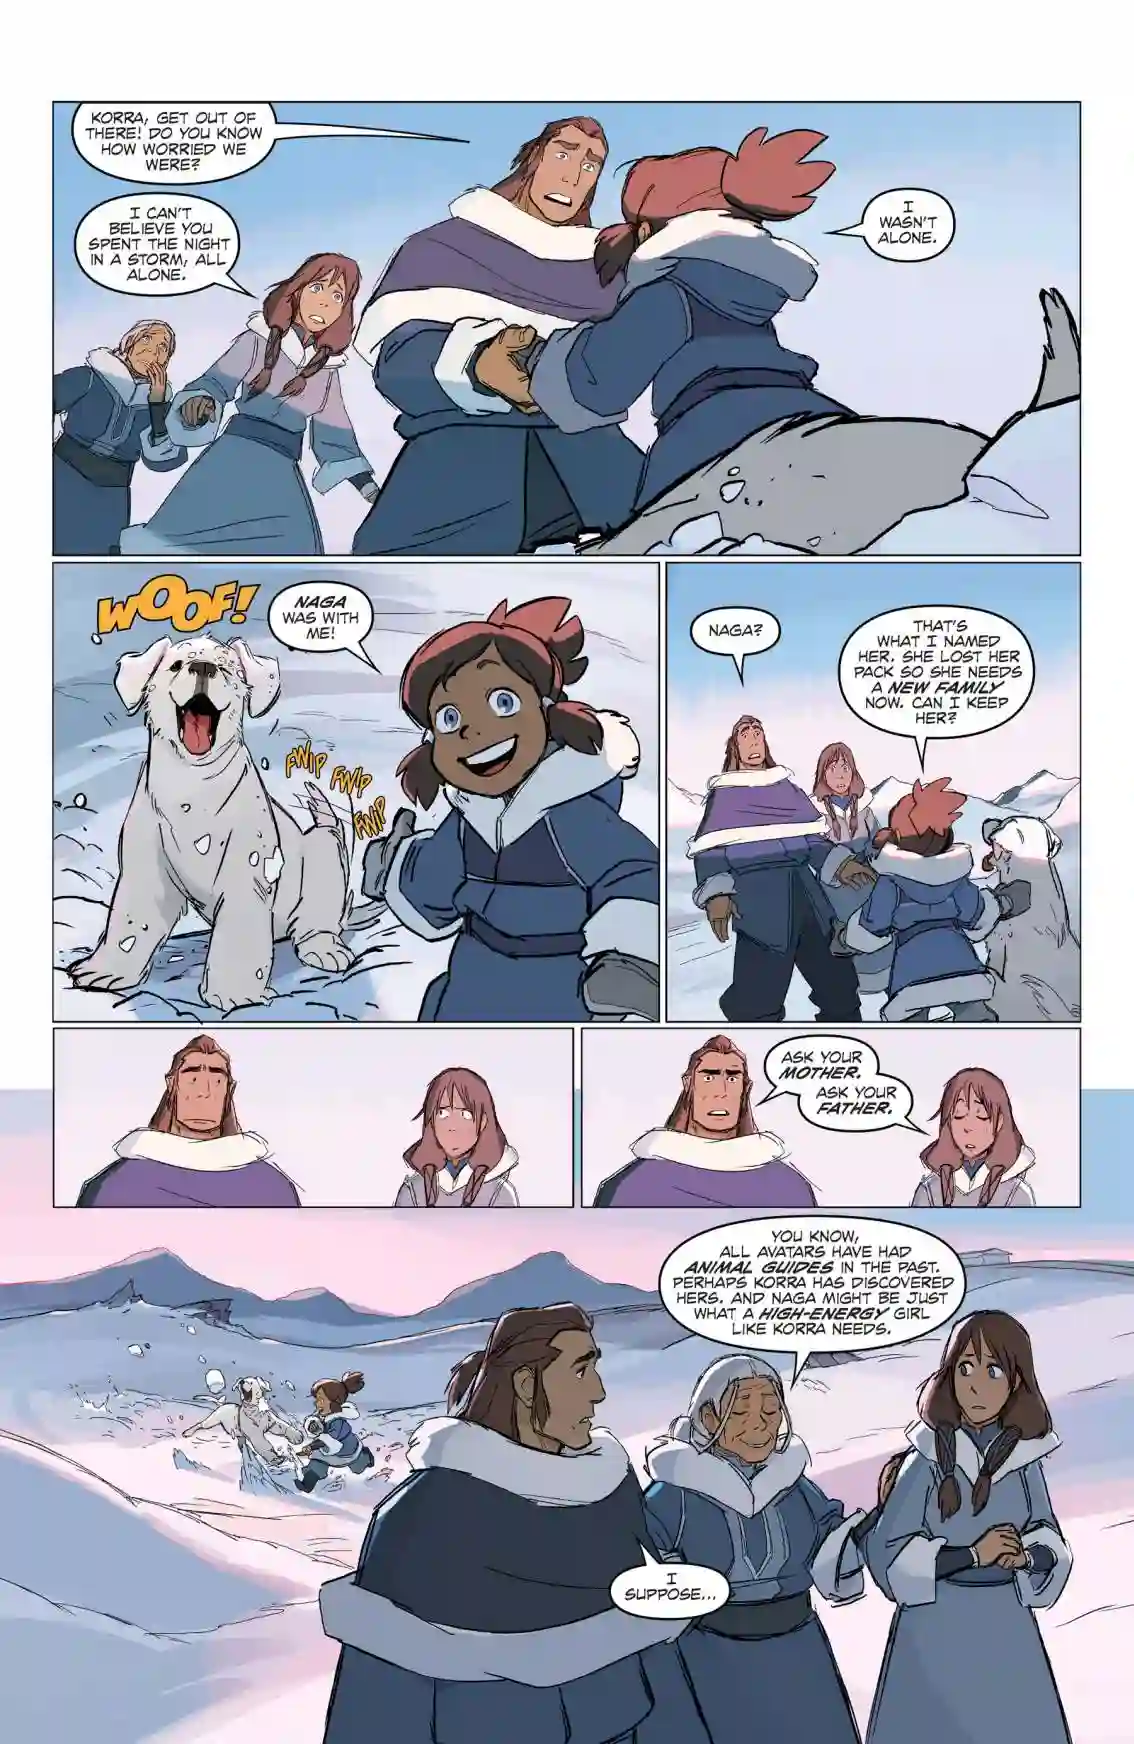 KORRA, GET OUT OF
THERE! DO YOU KNOW
HOW WORRIED WE
WERE?
I CAN'T
BELIEVE YOU
SPENT THE NIGHT
IN A STORM, ALL
ALONE.
I
WASN'T
ALONE.
WOOF!
NAGA
WAS WITH
ME!
FWIP FWIP
FWIP
NAGA?
THAT'S
WHAT I NAMED
HER. SHE LOST HER
PACK SO SHE NEEDS
A NEW FAMILY
NOW. CAN I KEEP
HER?
ASK YOUR
MOTHER.
ASK YOUR
FATHER.
YOU KNOW,
ALL AVATARS HAVE HAD
ANIMAL GUIDES IN THE PAST.
PERHAPS KORRA HAS DISCOVERED
HERS. AND NAGA MIGHT BE JUST
WHAT A HIGH-ENERGY GIRL
LIKE KORRA NEEDS.
I
SUPPOSE...